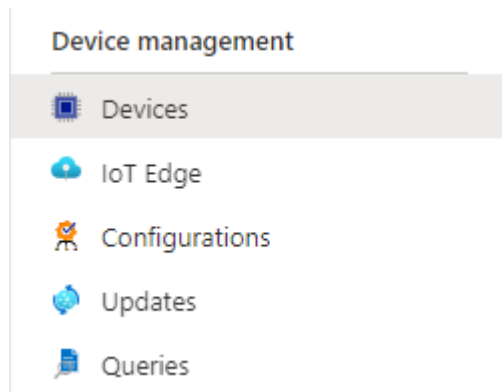 Device management
Devices
IoT Edge
Configurations
Updates
Queries